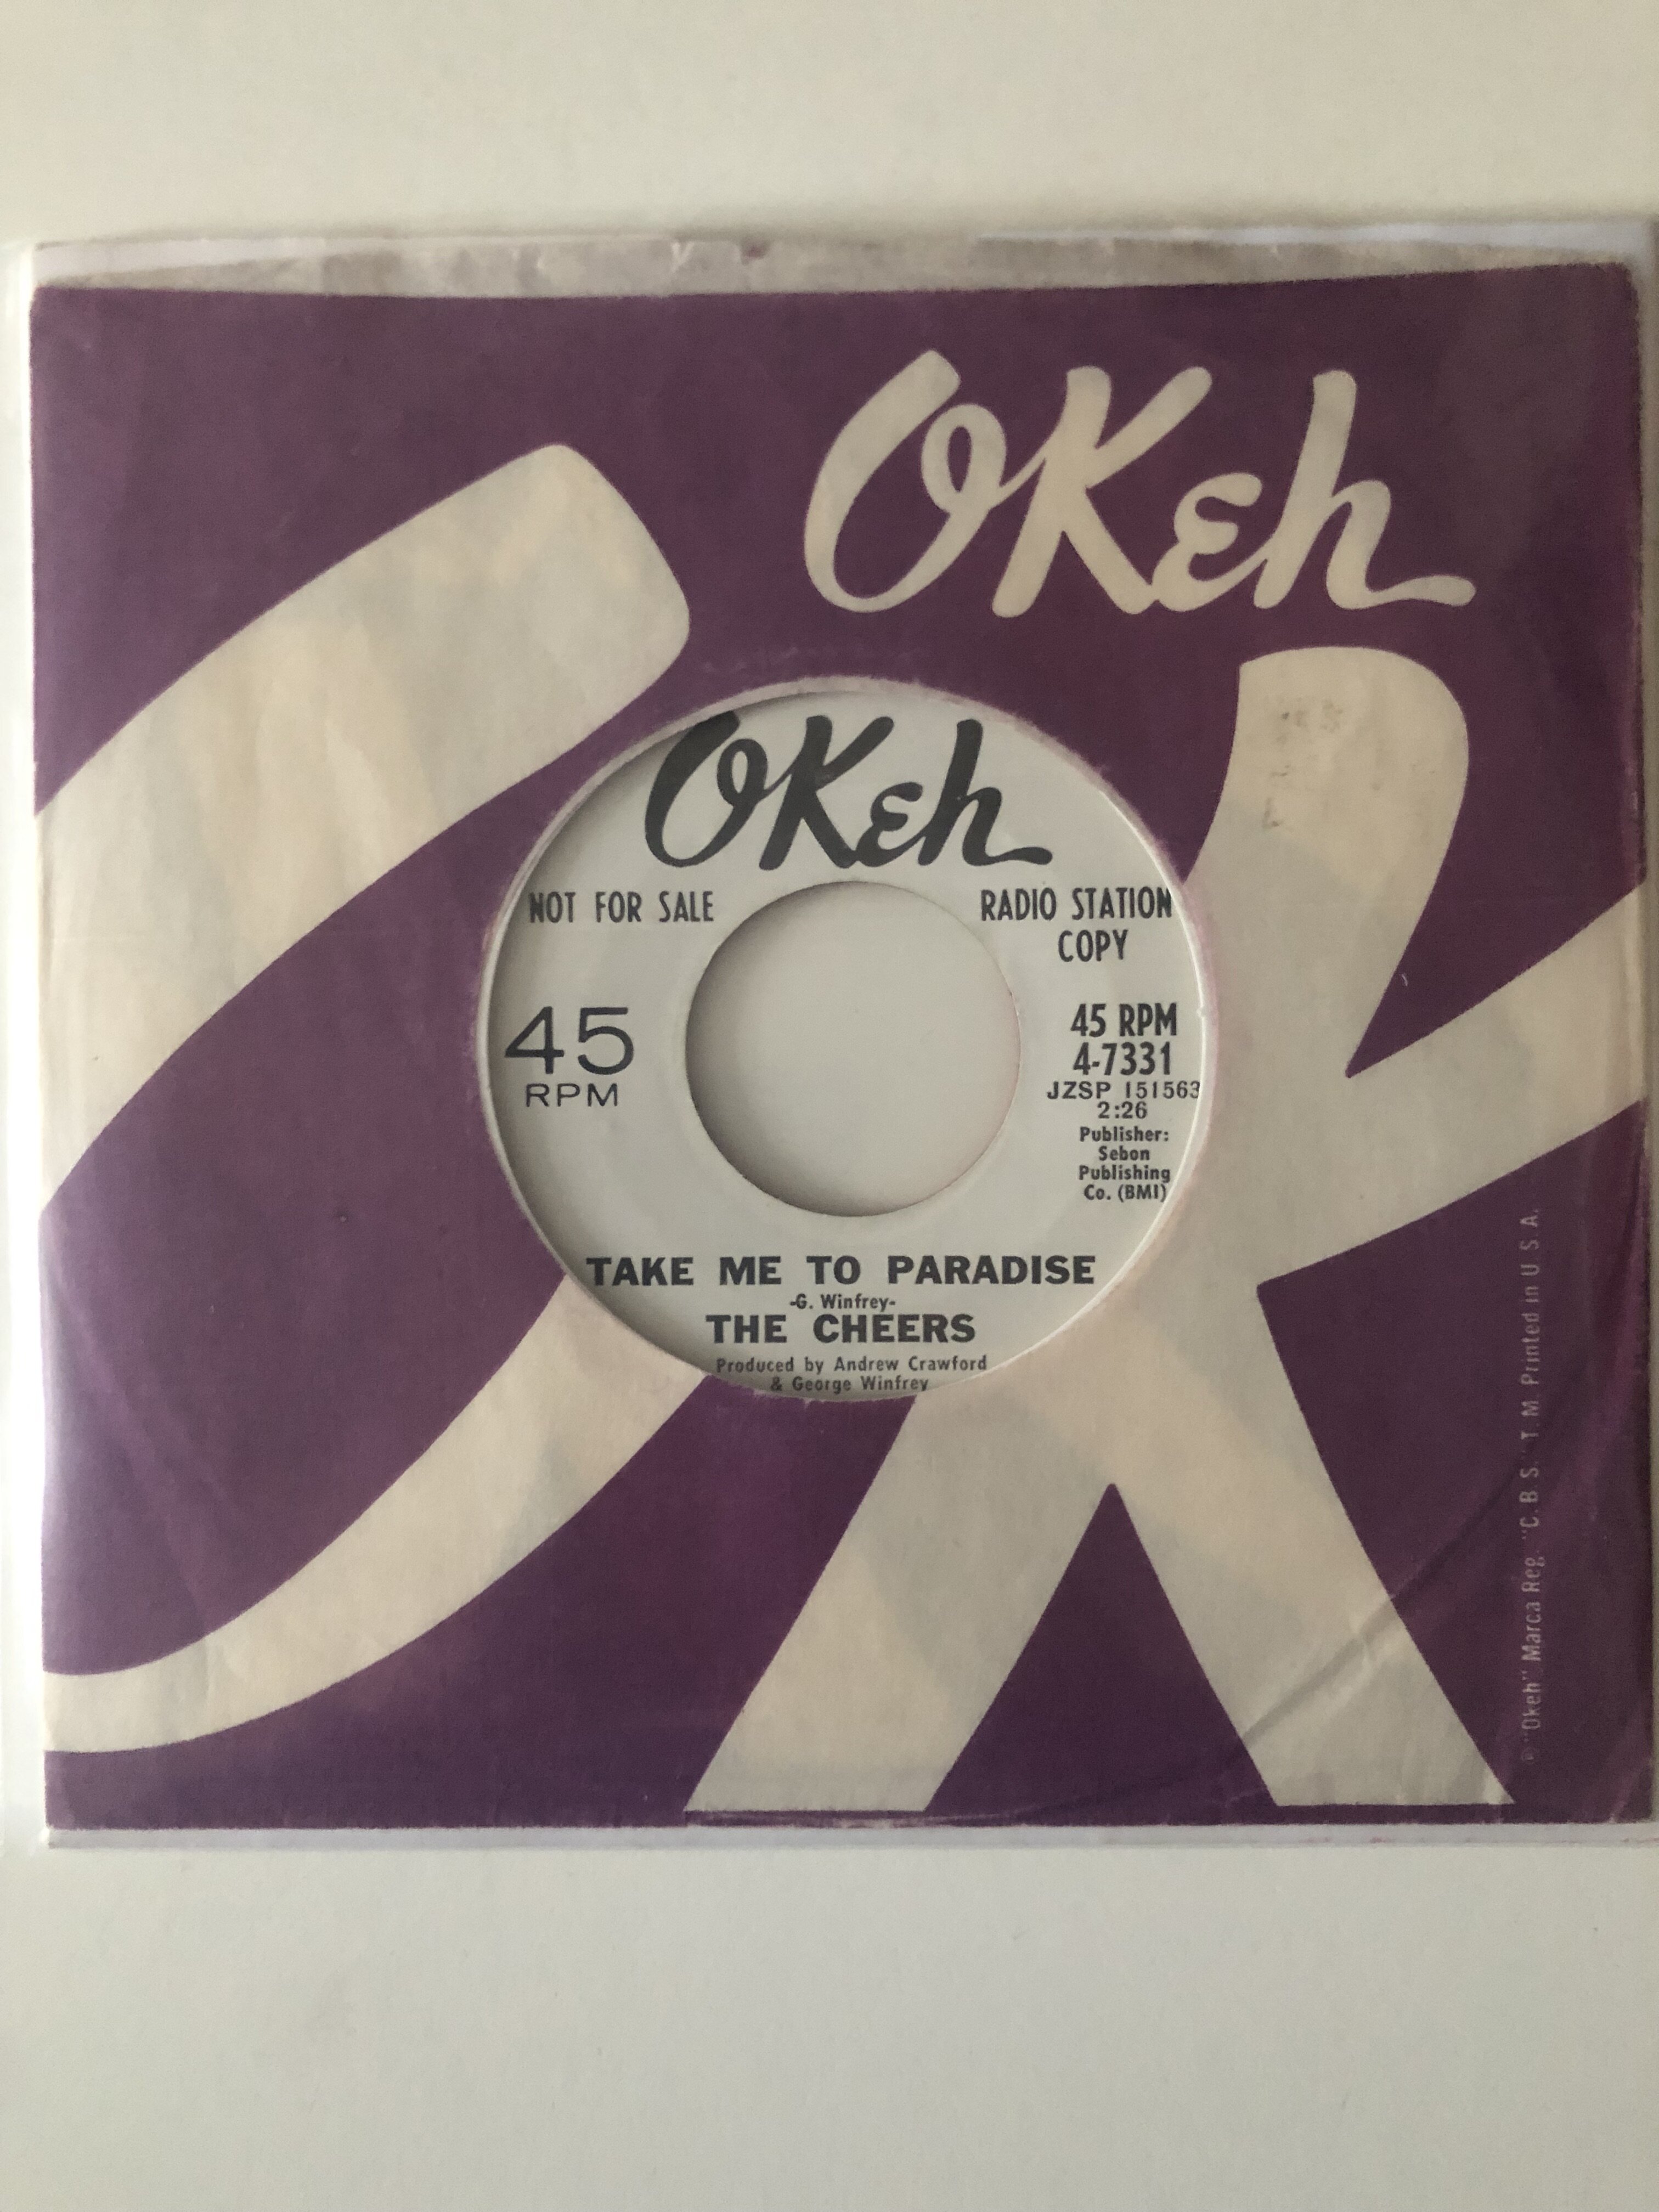 OKeh
OKeh
NOT FOR SALE
RADIO STATION
COPY
45
RPM
45 RPM
4-7331
JZSP 151563
2:26
Publisher:
Sebon
Publishing
Co. (BMI)
TAKE ME TO PARADISE
-G. Winfrey-
THE CHEERS
Produced by Andrew Crawford
& George Winfrey
"Okeh" Marca Reg. "C.B.S." T.M. Printed in U S A.